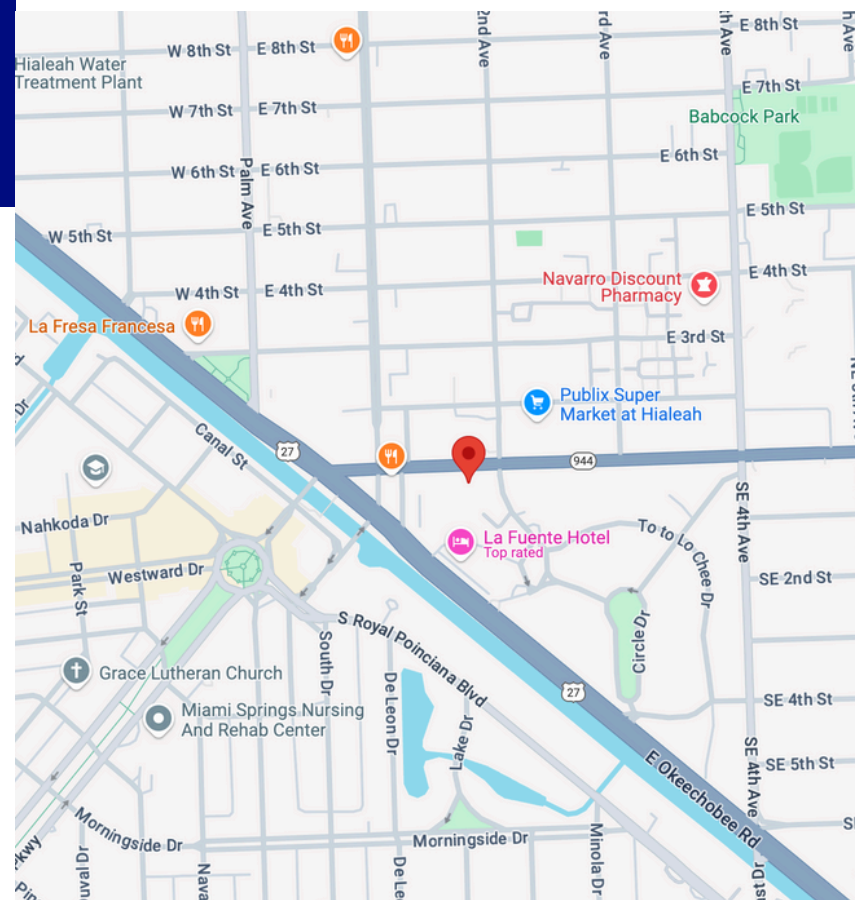 2nd Ave
E 8th St
W 8th St
E 8th St
Hialeah Water
Treatment Plant
E 7th St
W 7th St
E 7th St
Babcock Park
E 6th St
W 6th St
E 6th St
Palm Ave
E 5th St
W 5th St
E 5th St
E 4th St
Navarro Discount
Pharmacy
W 4th St
E 4th St
La Fresa Francesa
E 3rd St
Publix Super
Market at Hialeah
Canal St
27
944
SE 4th Ave
Nahkoda Dr
La Fuente Hotel
Top rated
To to Lo Chee Dr
Westward Dr
Park St
SE 2nd St
S Royal Poinciana Blvd
Circle Dr
South Dr
Grace Lutheran Church
De Leon Dr
27
SE 4th St
Miami Springs Nursing
And Rehab Center
Lake Dr
SE 4th Ave
SE 5th St
E Okeechobee Rd
Morningside Dr
Morningside Dr
Minola Dr